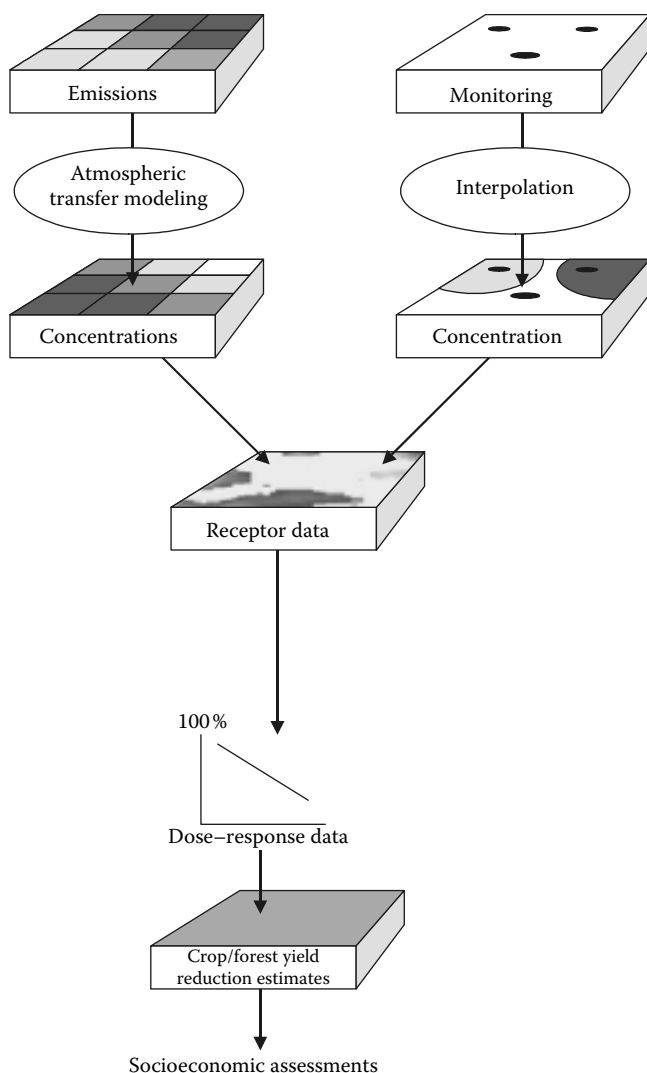 Emissions
Monitoring
Atmospheric
transfer modeling
Interpolation
Concentrations
Concentration
Receptor data
100%
Dose–response data
Crop/forest yield
reduction estimates
Socioeconomic assessments